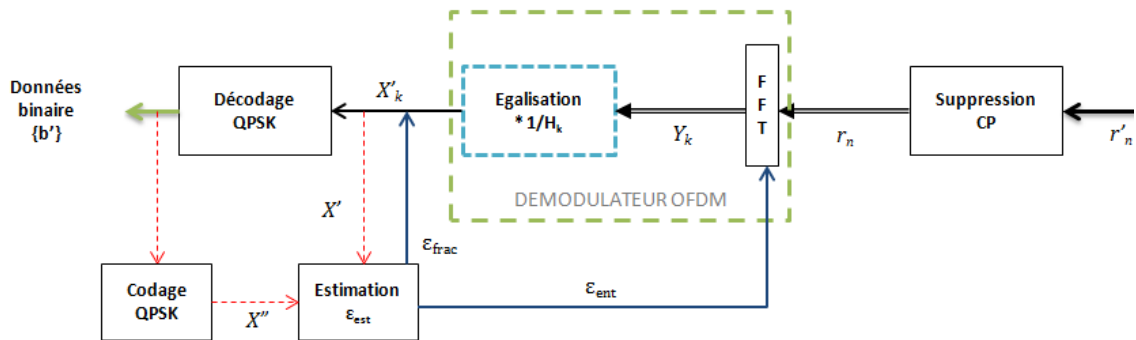 Données
binaire
{b'}
Décodage
QPSK
X'ₖ
Egalisation
* 1/Hₖ
Yₖ
F
F
T
rₙ
Suppression
CP
r'ₙ
DEMODULATEUR OFDM
X'
εfrac
εent
Codage
QPSK
X''
Estimation
εest